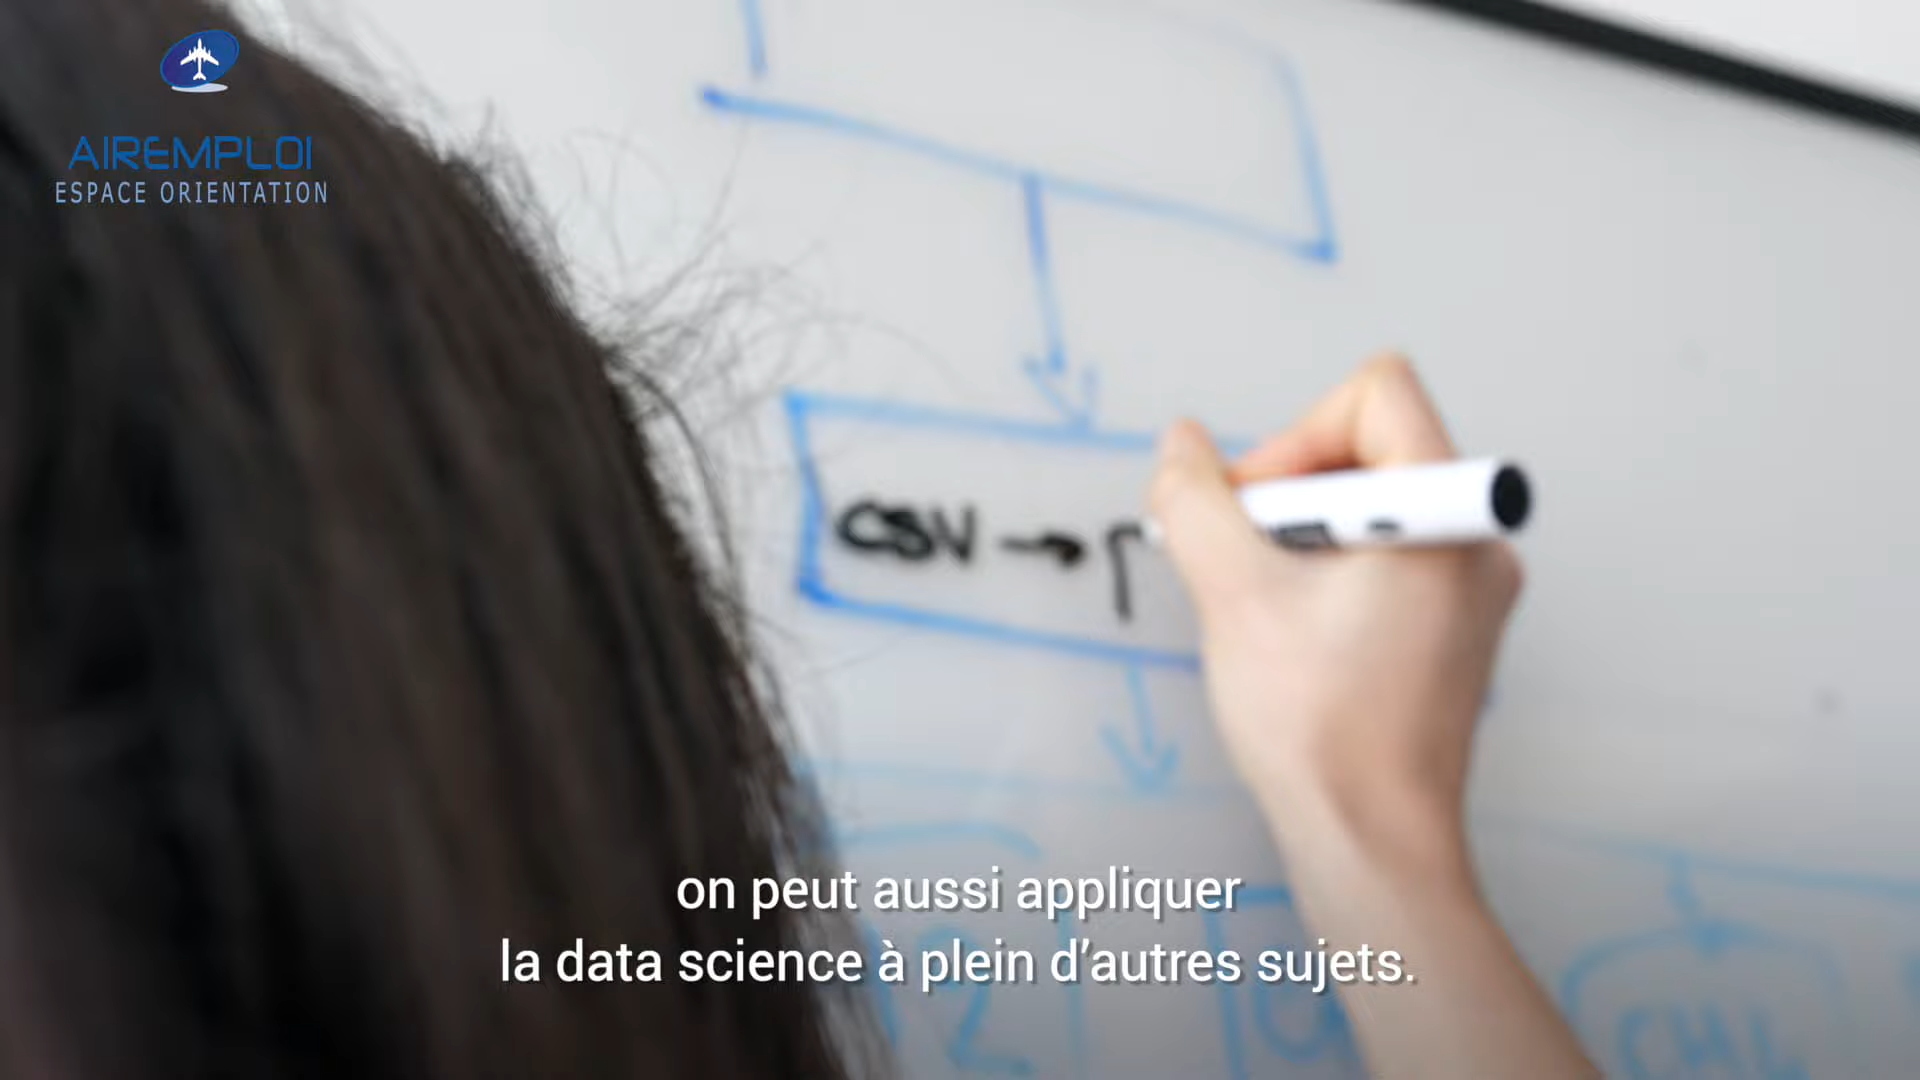 AIREMPLOI
ESPACE ORIENTATION
CSV →
on peut aussi appliquer
la data science à plein d'autres sujets.